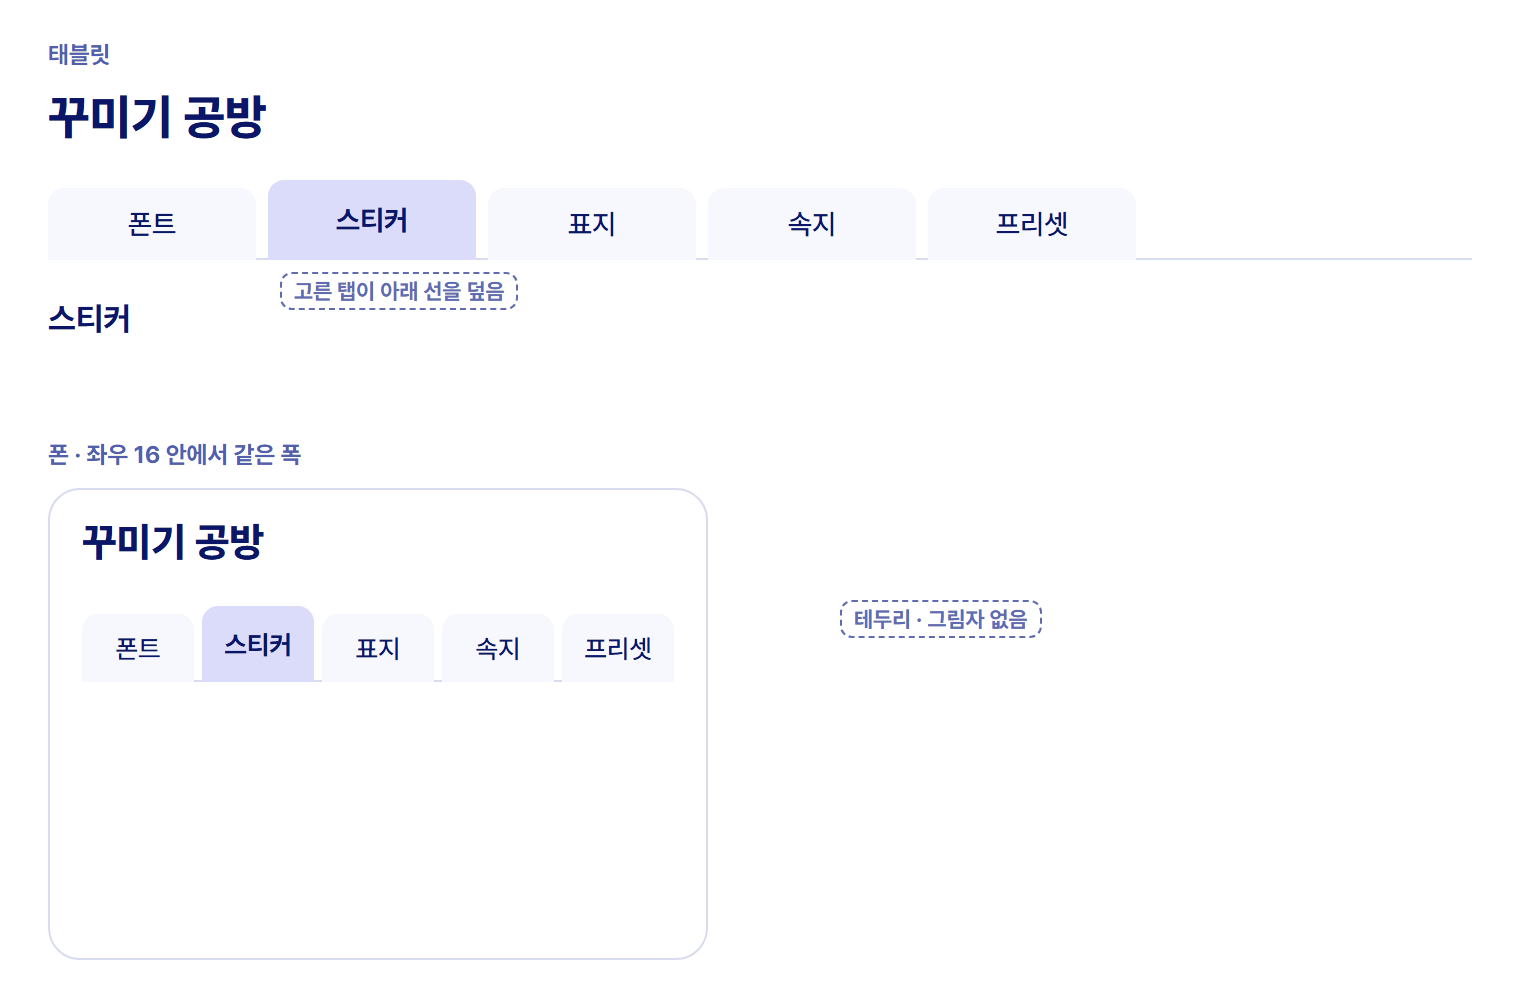 태블릿
꾸미기 공방
폰트
스티커
표지
속지
프리셋
고른 탭이 아래 선을 덮음
스티커
폰 · 좌우 16 안에서 같은 폭
꾸미기 공방
폰트
스티커
표지
속지
프리셋
테두리 · 그림자 없음